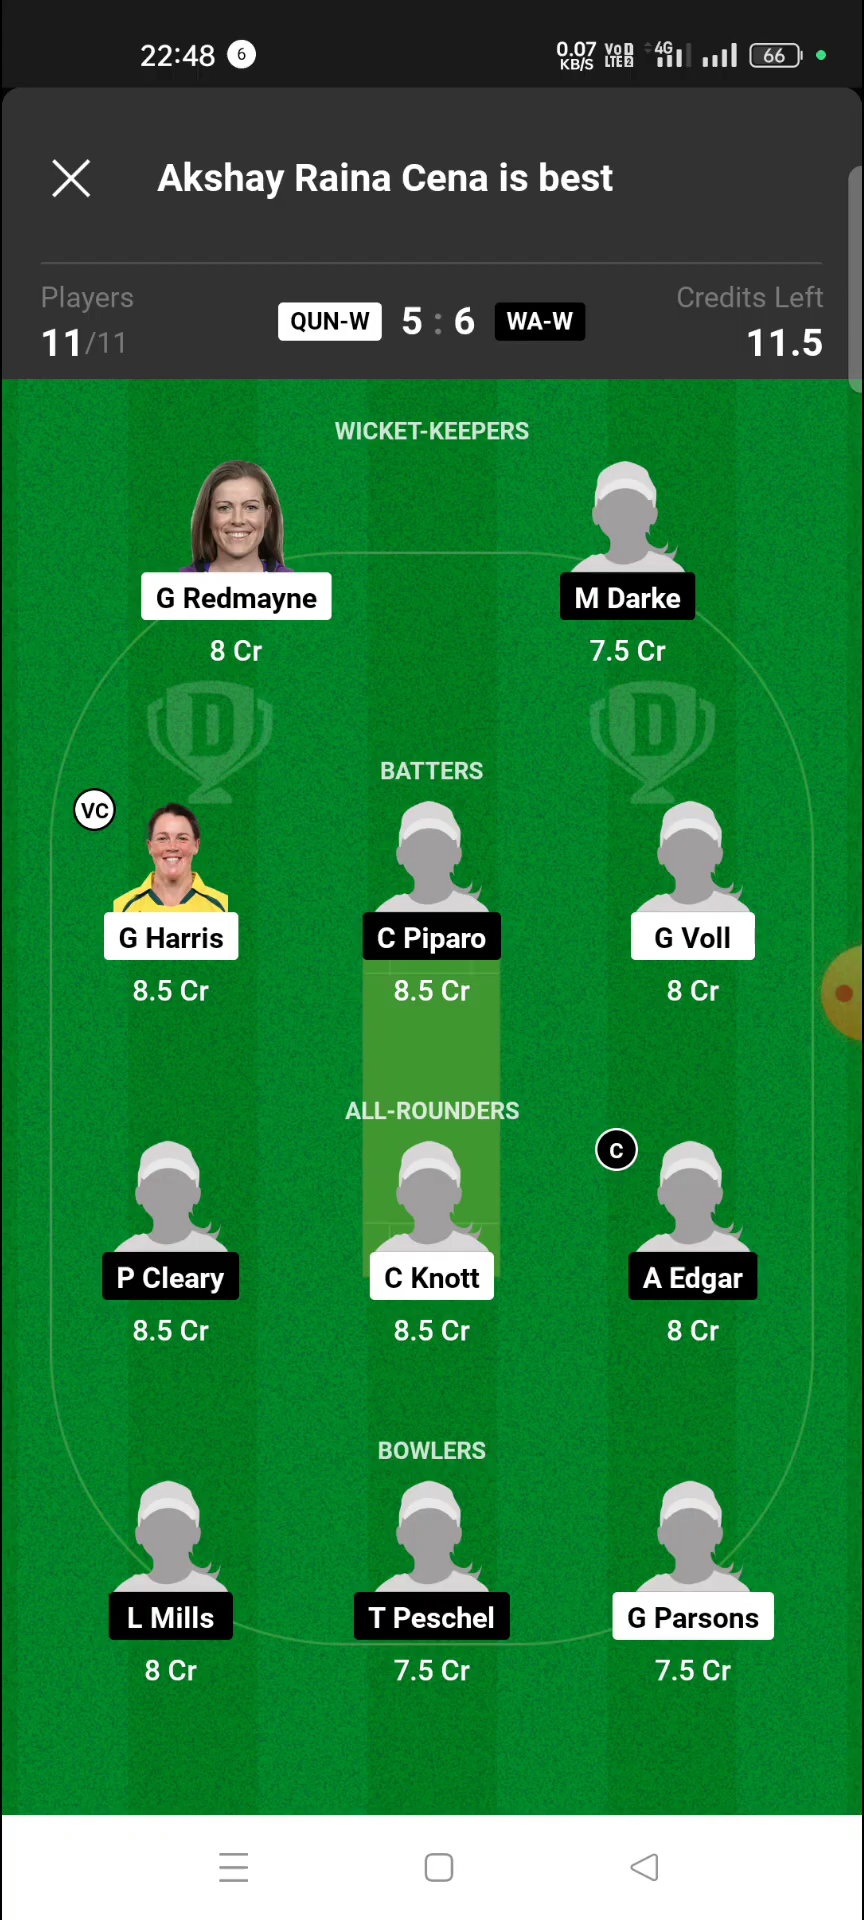 22:48 6 0.07 KB/S VoD LTE2 4G 66
Akshay Raina Cena is best
Players QUN-W 5 : 6 WA-W Credits Left
11/11 11.5
WICKET-KEEPERS
G Redmayne M Darke
8 Cr 7.5 Cr
D D
BATTERS
VC
G Harris C Piparo G Voll
8.5 Cr 8.5 Cr 8 Cr
ALL-ROUNDERS
C
P Cleary C Knott A Edgar
8.5 Cr 8.5 Cr 8 Cr
BOWLERS
L Mills T Peschel G Parsons
8 Cr 7.5 Cr 7.5 Cr